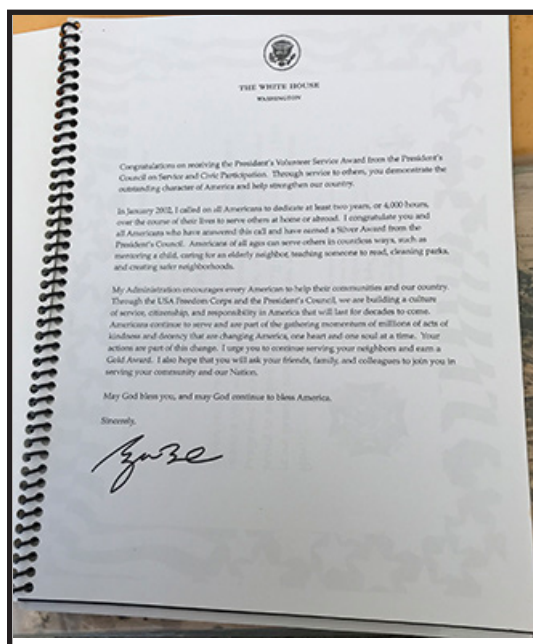 THE WHITE HOUSE
WASHINGTON
Congratulations on receiving the President's Volunteer Service Award from the President's
Council on Service and Civic Participation. Through service to others, you demonstrate the
outstanding character of America and help strengthen our country.
In January 2002, I called on all Americans to dedicate at least two years, or 4,000 hours,
over the course of their lives to serve others at home or abroad. I congratulate you and
all Americans who have answered this call and have earned a Silver Award from the
President's Council. Americans of all ages can serve others in countless ways, such as
mentoring a child, caring for an elderly neighbor, teaching someone to read, cleaning parks,
and creating safer neighborhoods.
My Administration encourages every American to help their communities and our country.
Through the USA Freedom Corps and the President's Council, we are building a culture
of service, citizenship, and responsibility in America that will last for decades to come.
Americans continue to serve and are part of the gathering momentum of millions of acts of
kindness and decency that are changing America, one heart and one soul at a time. Your
actions are part of this change. I urge you to continue serving your neighbors and earn a
Gold Award. I also hope that you will ask your friends, family, and colleagues to join you in
serving your community and our Nation.
May God bless you, and may God continue to bless America.
Sincerely,